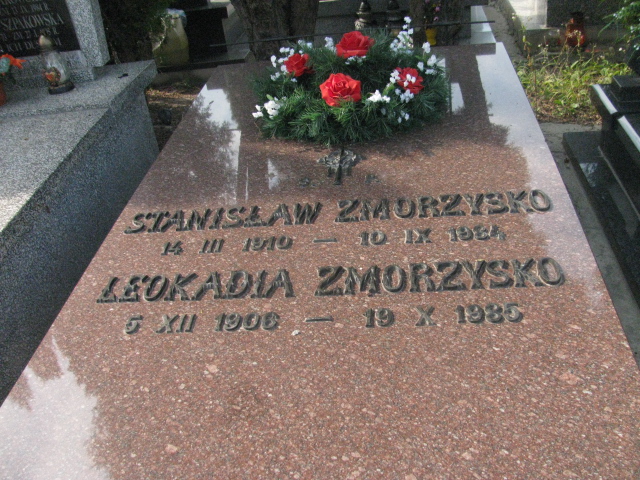 STANISŁAW ZMORZYSKO
14 III 1910 — 10 IX 1984
LEOKADIA ZMORZYSKO
5 XII 1906 — 19 X 1985